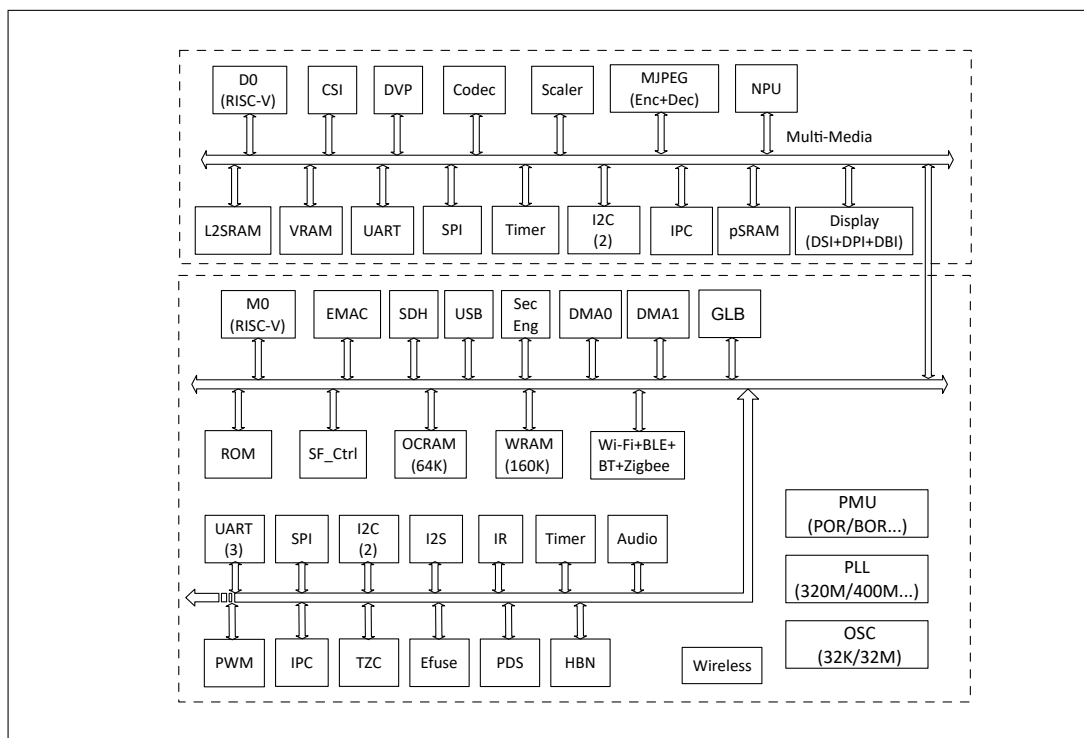 D0
(RISC-V)
CSI
DVP
Codec
Scaler
MJPEG
(Enc+Dec)
NPU
Multi-Media
L2SRAM
VRAM
UART
SPI
Timer
I2C
(2)
IPC
pSRAM
Display
(DSI+DPI+DBI)
M0
(RISC-V)
EMAC
SDH
USB
Sec
Eng
DMA0
DMA1
GLB
ROM
SF_Ctrl
OCRAM
(64K)
WRAM
(160K)
Wi-Fi+BLE+
BT+Zigbee
UART
(3)
SPI
I2C
(2)
I2S
IR
Timer
Audio
PWM
IPC
TZC
Efuse
PDS
HBN
Wireless
PMU
(POR/BOR...)
PLL
(320M/400M...)
OSC
(32K/32M)